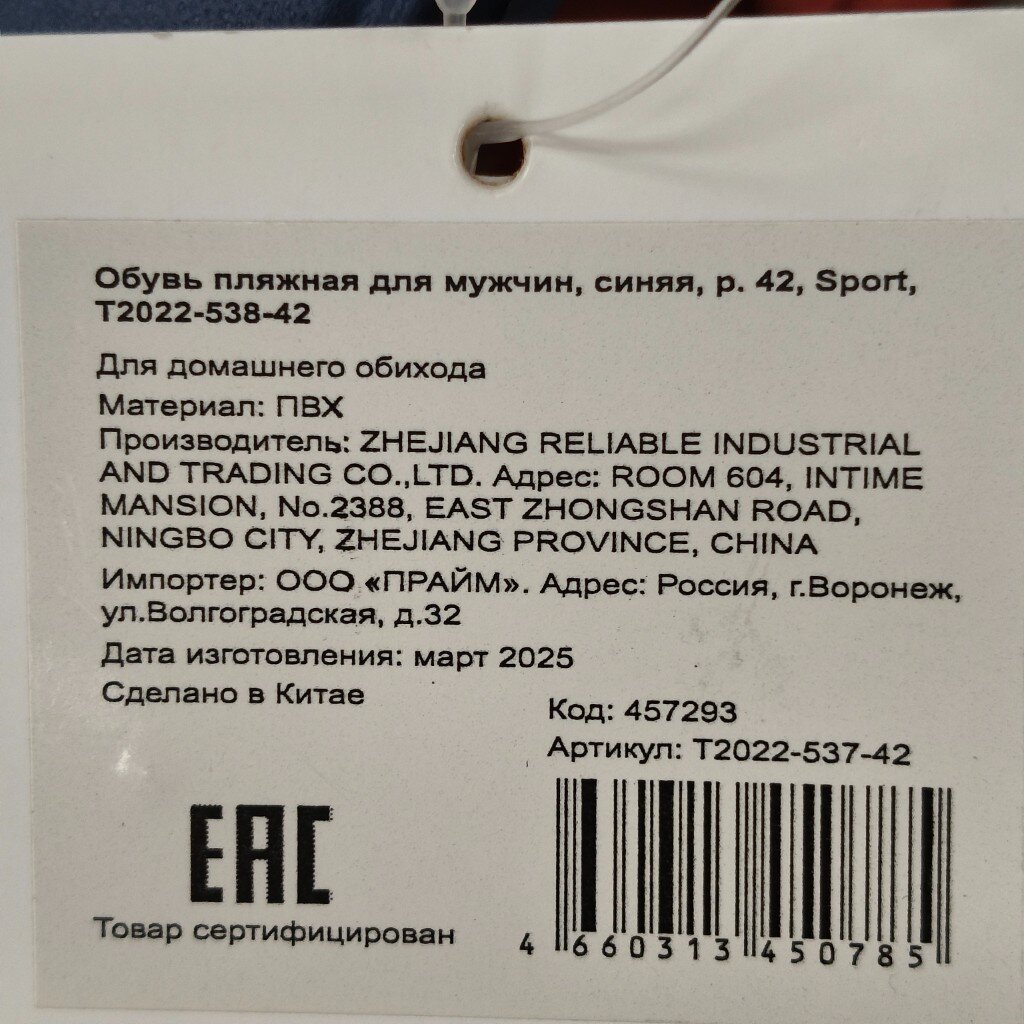 Обувь пляжная для мужчин, синяя, р. 42, Sport,
T2022-538-42
Для домашнего обихода
Материал: ПВХ
Производитель: ZHEJIANG RELIABLE INDUSTRIAL
AND TRADING CO.,LTD. Адрес: ROOM 604, INTIME
MANSION, No.2388, EAST ZHONGSHAN ROAD,
NINGBO CITY, ZHEJIANG PROVINCE, CHINA
Импортер: ООО «ПРАЙМ». Адрес: Россия, г.Воронеж,
ул.Волгоградская, д.32
Дата изготовления: март 2025
Сделано в Китае
Код: 457293
Артикул: T2022-537-42
EAC
Товар сертифицирован
4 660313 450785